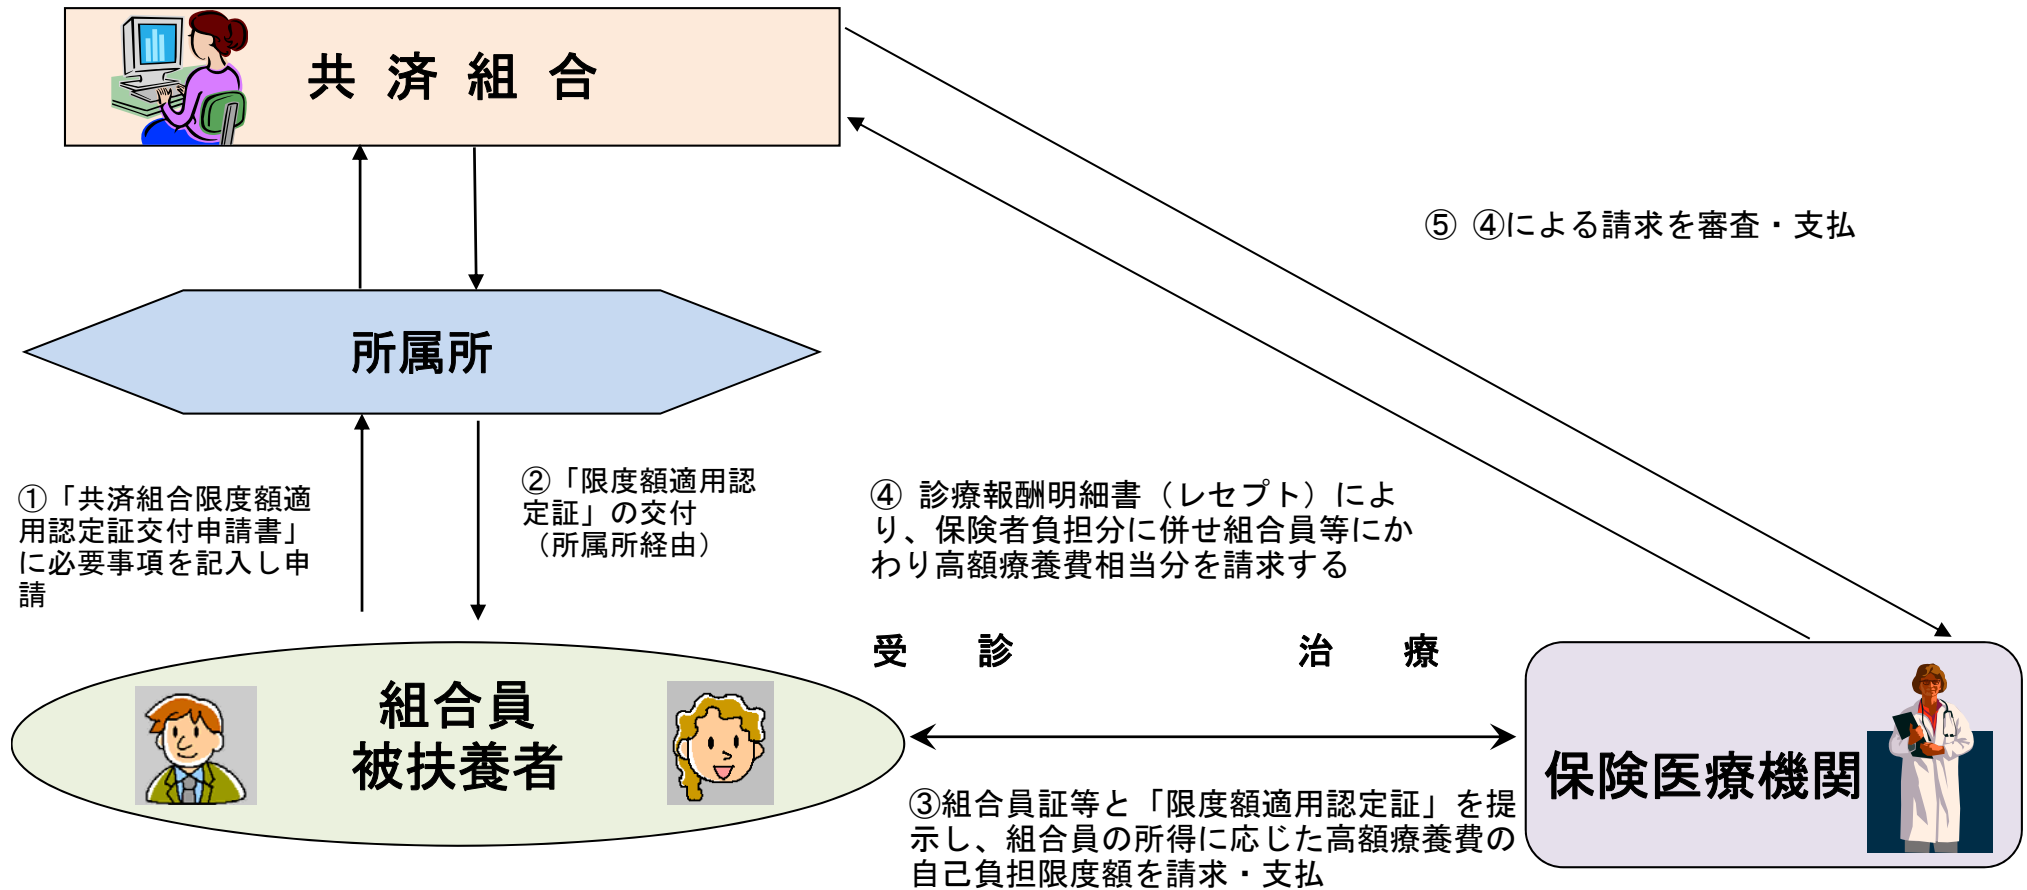 共済組合
⑤ ④による請求を審査・支払
所属所
①「共済組合限度額適
用認定証交付申請書」
に必要事項を記入し申
請
②「限度額適用認
定証」の交付
（所属所経由）
④ 診療報酬明細書（レセプト）によ
り、保険者負担分に併せ組合員等にか
わり高額療養費相当分を請求する
受 診 治 療
組合員
被扶養者
保険医療機関
③組合員証等と「限度額適用認定証」を提
示し、組合員の所得に応じた高額療養費の
自己負担限度額を請求・支払